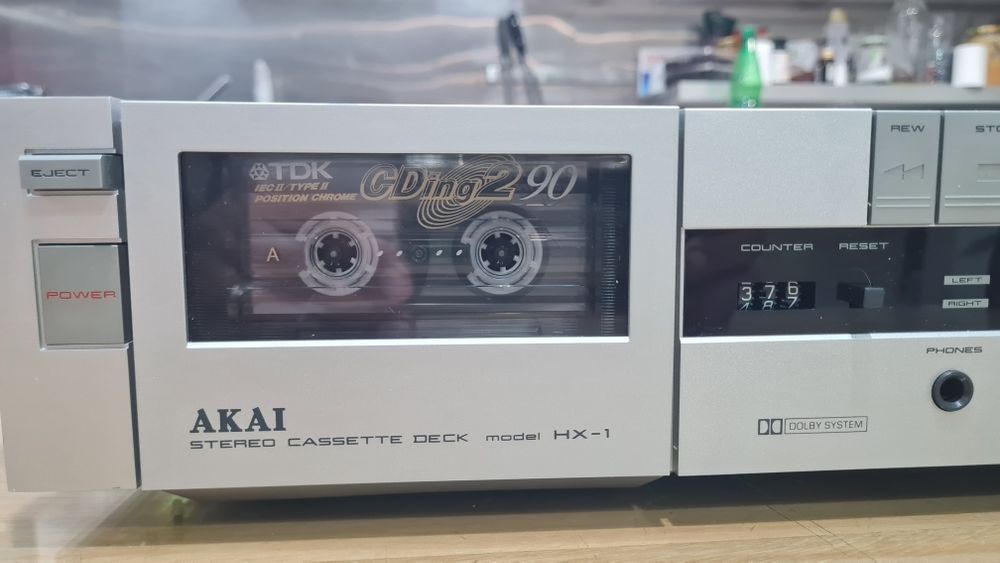 EJECT
POWER
TDK
IEC II/TYPE II
POSITION CHROME
CDing2 90
A
AKAI
STEREO CASSETTE DECK model HX-1
REW
COUNTER RESET
376
487
LEFT
RIGHT
PHONES
DOLBY SYSTEM